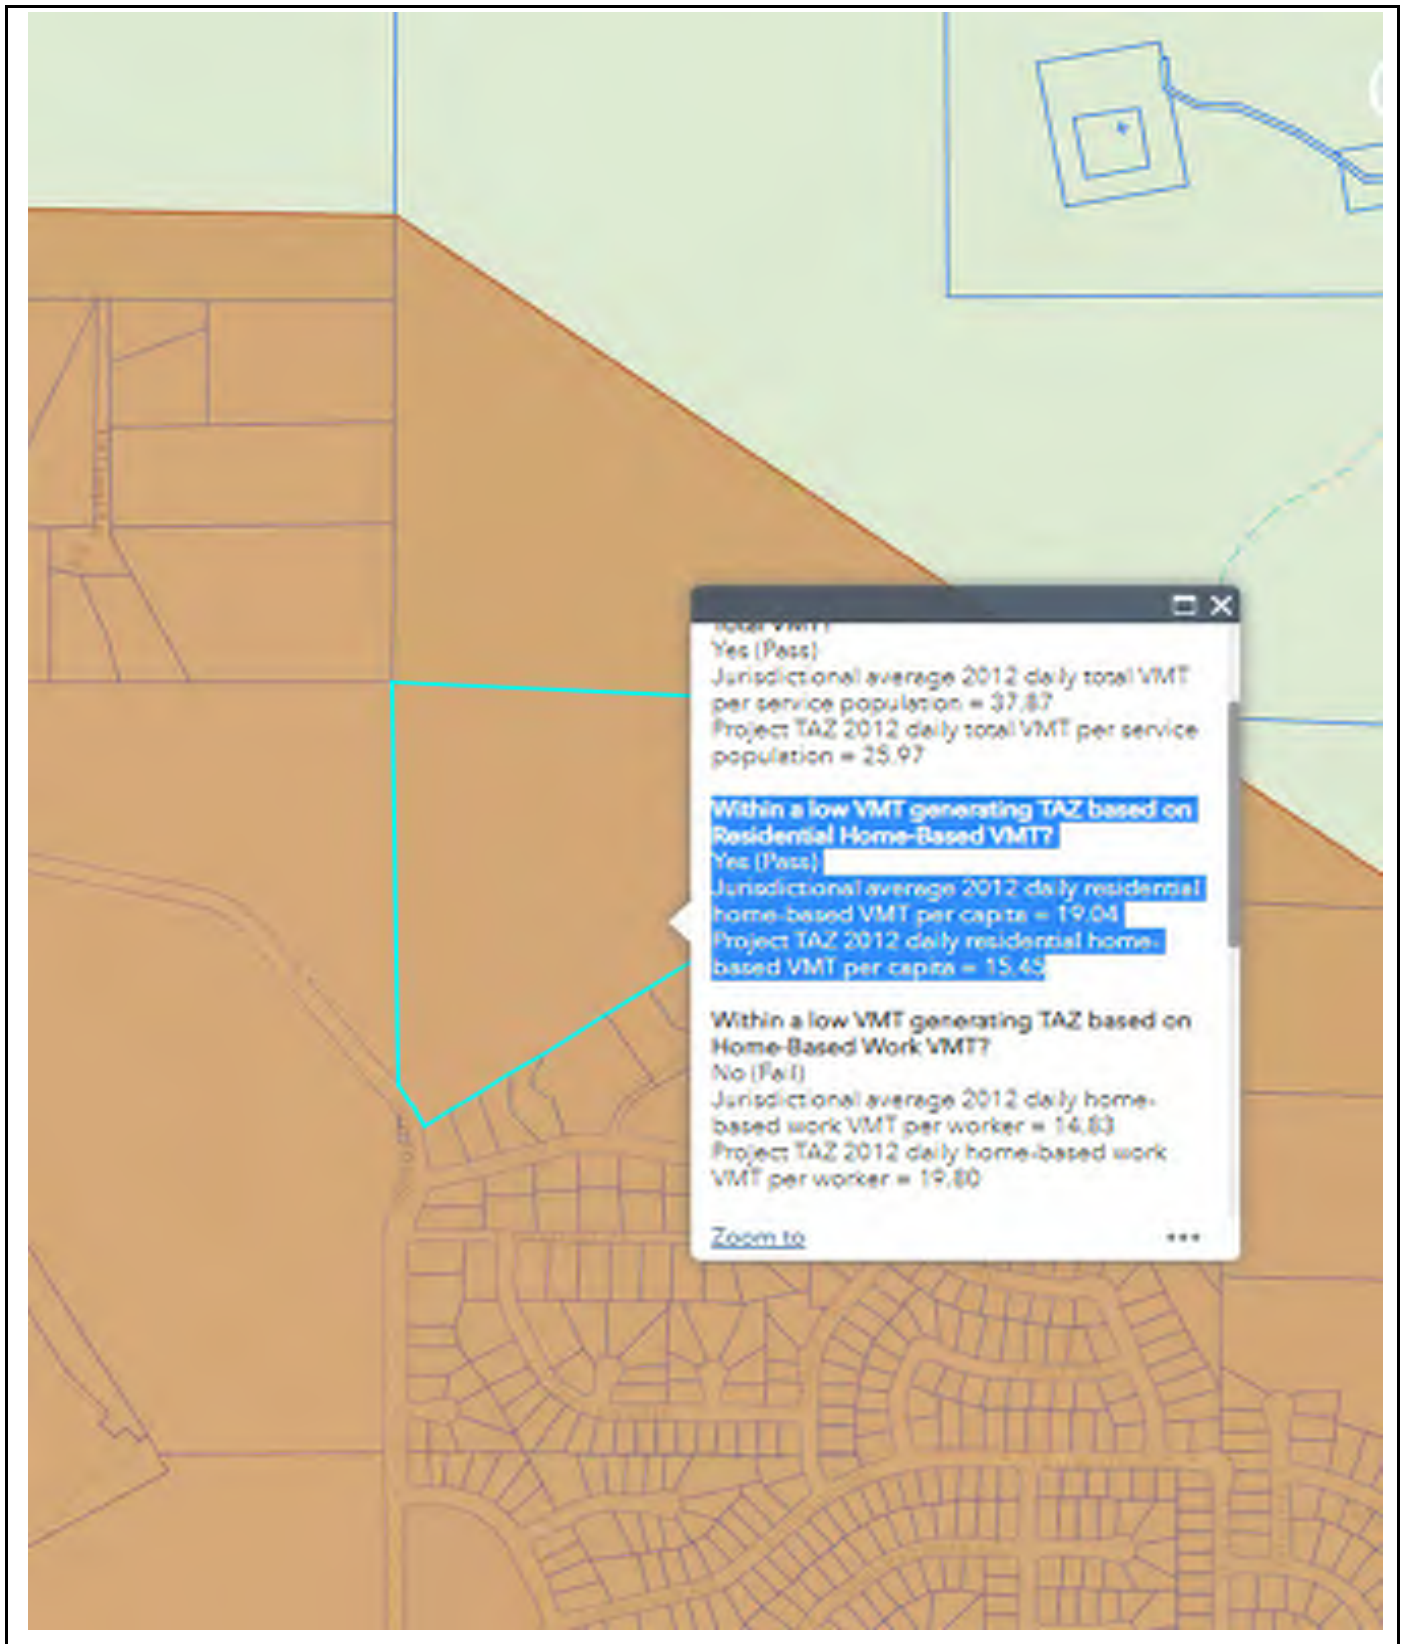 Total VMT?
Yes (Pass)
Jurisdictional average 2012 daily total VMT
per service population = 37.87
Project TAZ 2012 daily total VMT per service
population = 25.97
Within a low VMT generating TAZ based on
Residential Home-Based VMT?
Yes (Pass)
Jurisdictional average 2012 daily residential
home-based VMT per capita = 19.04
Project TAZ 2012 daily residential home-
based VMT per capita = 15.45
Within a low VMT generating TAZ based on
Home-Based Work VMT?
No (Fail)
Jurisdictional average 2012 daily home-
based work VMT per worker = 14.83
Project TAZ 2012 daily home-based work
VMT per worker = 19.80
Zoom to